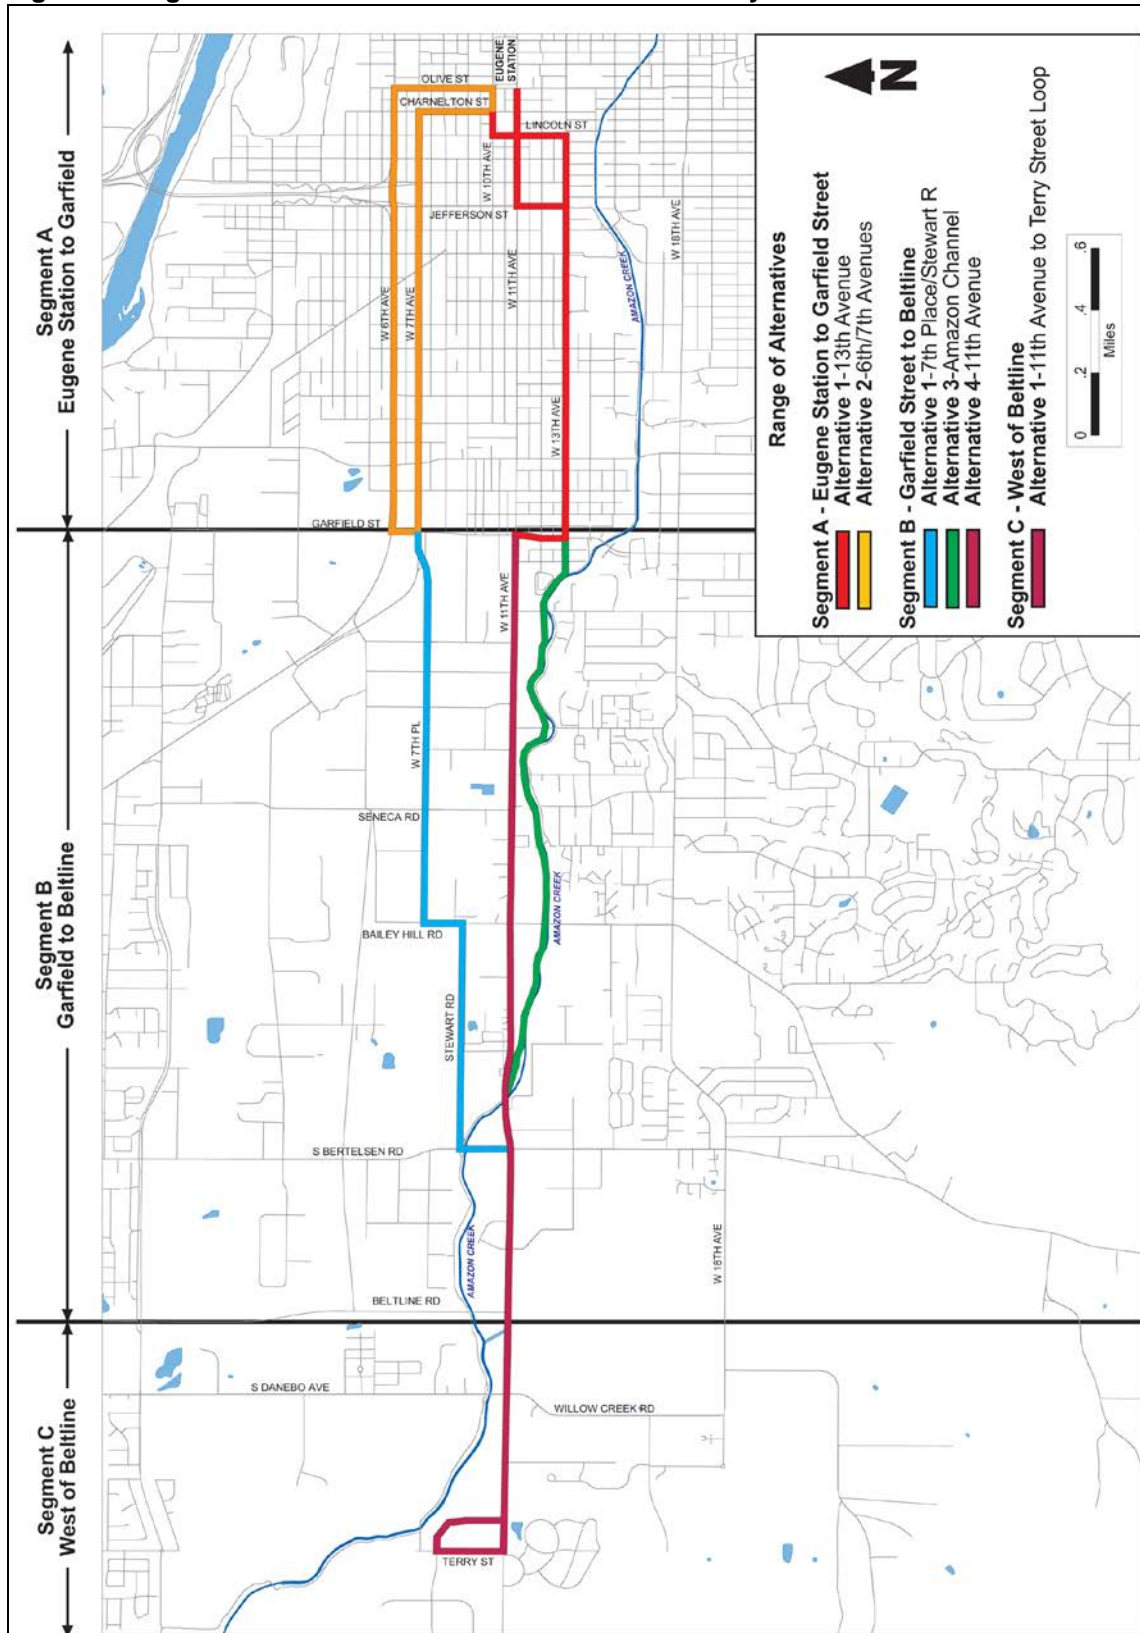 Segment A
Eugene Station to Garfield
Segment B
Garfield to Beltline
Segment C
West of Beltline
EUGENE
STATION
OLIVE ST
CHARNELTON ST
LINCOLN ST
W 10TH AVE
JEFFERSON ST
W 18TH AVE
W 11TH AVE
AMAZON CREEK
W 6TH AVE
W 7TH AVE
W 13TH AVE
GARFIELD ST
W 11TH AVE
W 7TH PL
SENECA RD
BAILEY HILL RD
AMAZON CREEK
STEWART RD
S BERTELSEN RD
AMAZON CREEK
W 18TH AVE
BELTLINE RD
S DANEBO AVE
WILLOW CREEK RD
TERRY ST
N
Range of Alternatives
Segment A - Eugene Station to Garfield Street
Alternative 1-13th Avenue
Alternative 2-6th/7th Avenues
Segment B - Garfield Street to Beltline
Alternative 1-7th Place/Stewart R
Alternative 3-Amazon Channel
Alternative 4-11th Avenue
Segment C - West of Beltline
Alternative 1-11th Avenue to Terry Street Loop
0 .2 .4 .6
Miles